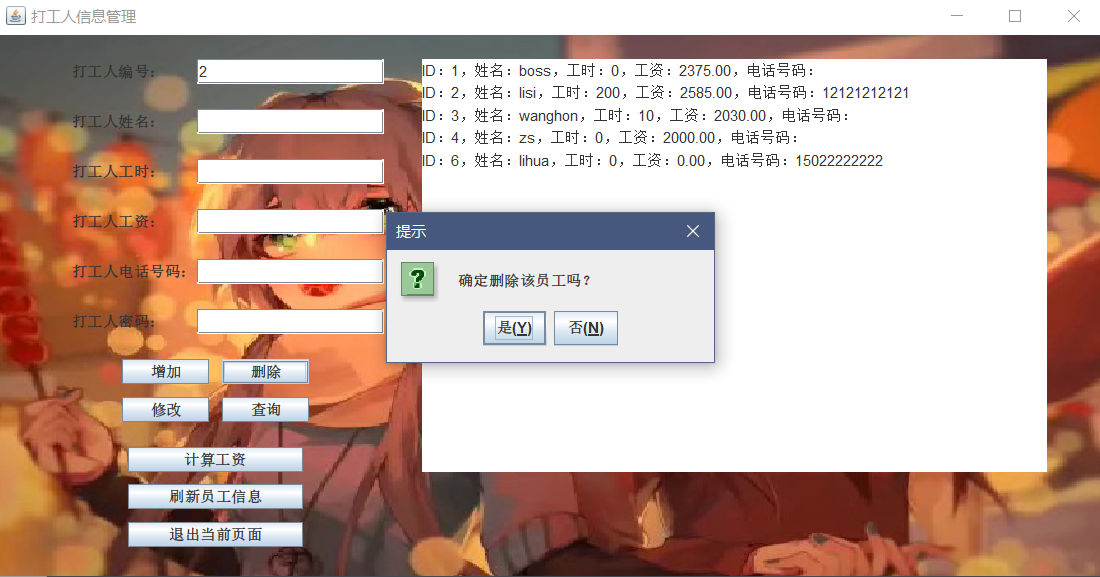 打工人信息管理
打工人编号：
2
打工人姓名：
打工人工时：
打工人工资：
打工人电话号码：
打工人密码：
增加
删除
修改
查询
计算工资
刷新员工信息
退出当前页面
ID：1，姓名：boss，工时：0，工资：2375.00，电话号码：
ID：2，姓名：lisi，工时：200，工资：2585.00，电话号码：12121212121
ID：3，姓名：wanghon，工时：10，工资：2030.00，电话号码：
ID：4，姓名：zs，工时：0，工资：2000.00，电话号码：
ID：6，姓名：lihua，工时：0，工资：0.00，电话号码：15022222222
提示
?
确定删除该员工吗？
是(Y)
否(N)